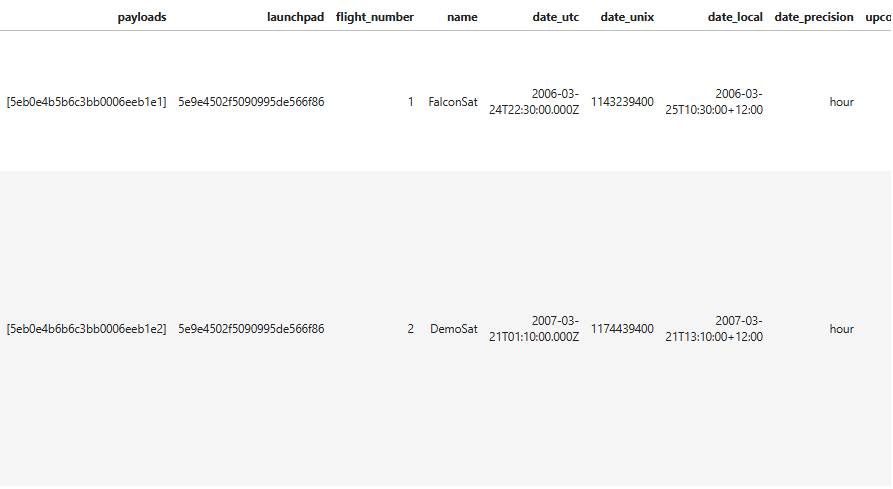 payloads launchpad flight_number name date_utc date_unix date_local date_precision upco
2006-03- 2006-03-
[5eb0e4b5b6c3bb0006eeb1e1] 5e9e4502f5090995de566f86 1 FalconSat 24T22:30:00.000Z 1143239400 25T10:30:00+12:00 hour
2007-03- 2007-03-
[5eb0e4b6b6c3bb0006eeb1e2] 5e9e4502f5090995de566f86 2 DemoSat 21T01:10:00.000Z 1174439400 21T13:10:00+12:00 hour